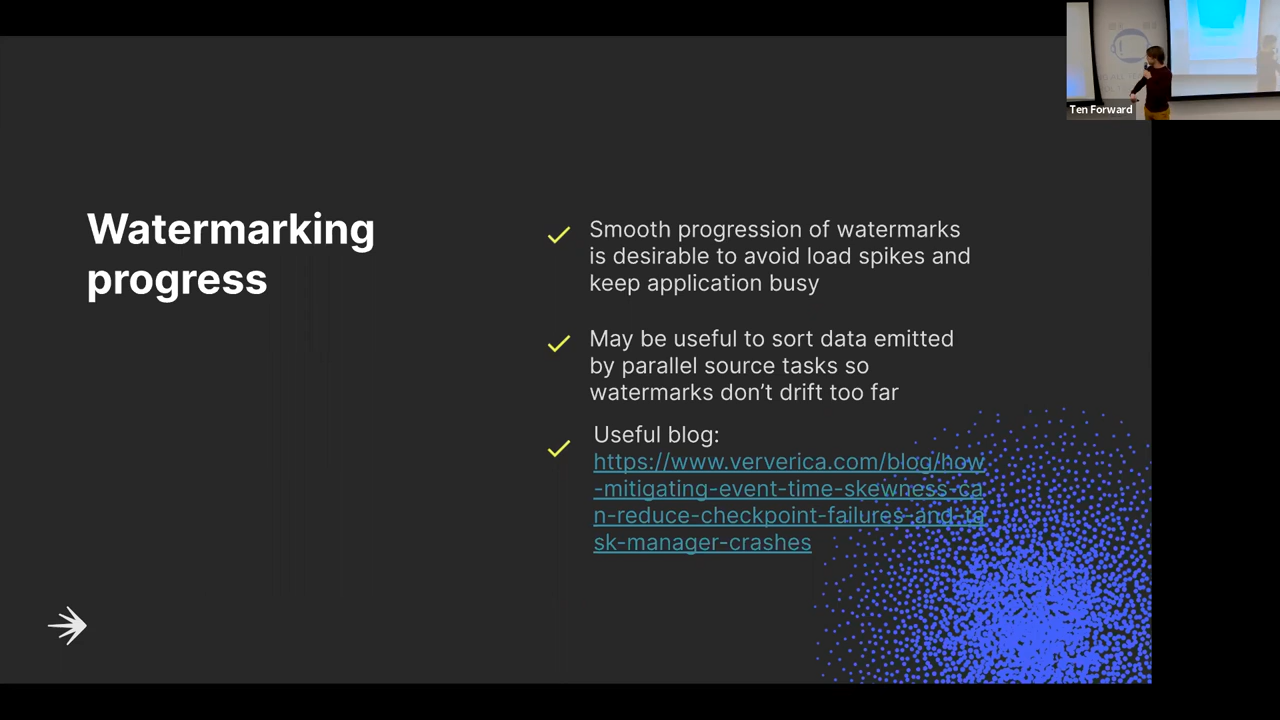 Ten Forward
Watermarking
progress
Smooth progression of watermarks
is desirable to avoid load spikes and
keep application busy
May be useful to sort data emitted
by parallel source tasks so
watermarks don’t drift too far
Useful blog:
https://www.ververica.com/blog/how
-mitigating-event-time-skewness-ca
n-reduce-checkpoint-failures-and-ta
sk-manager-crashes